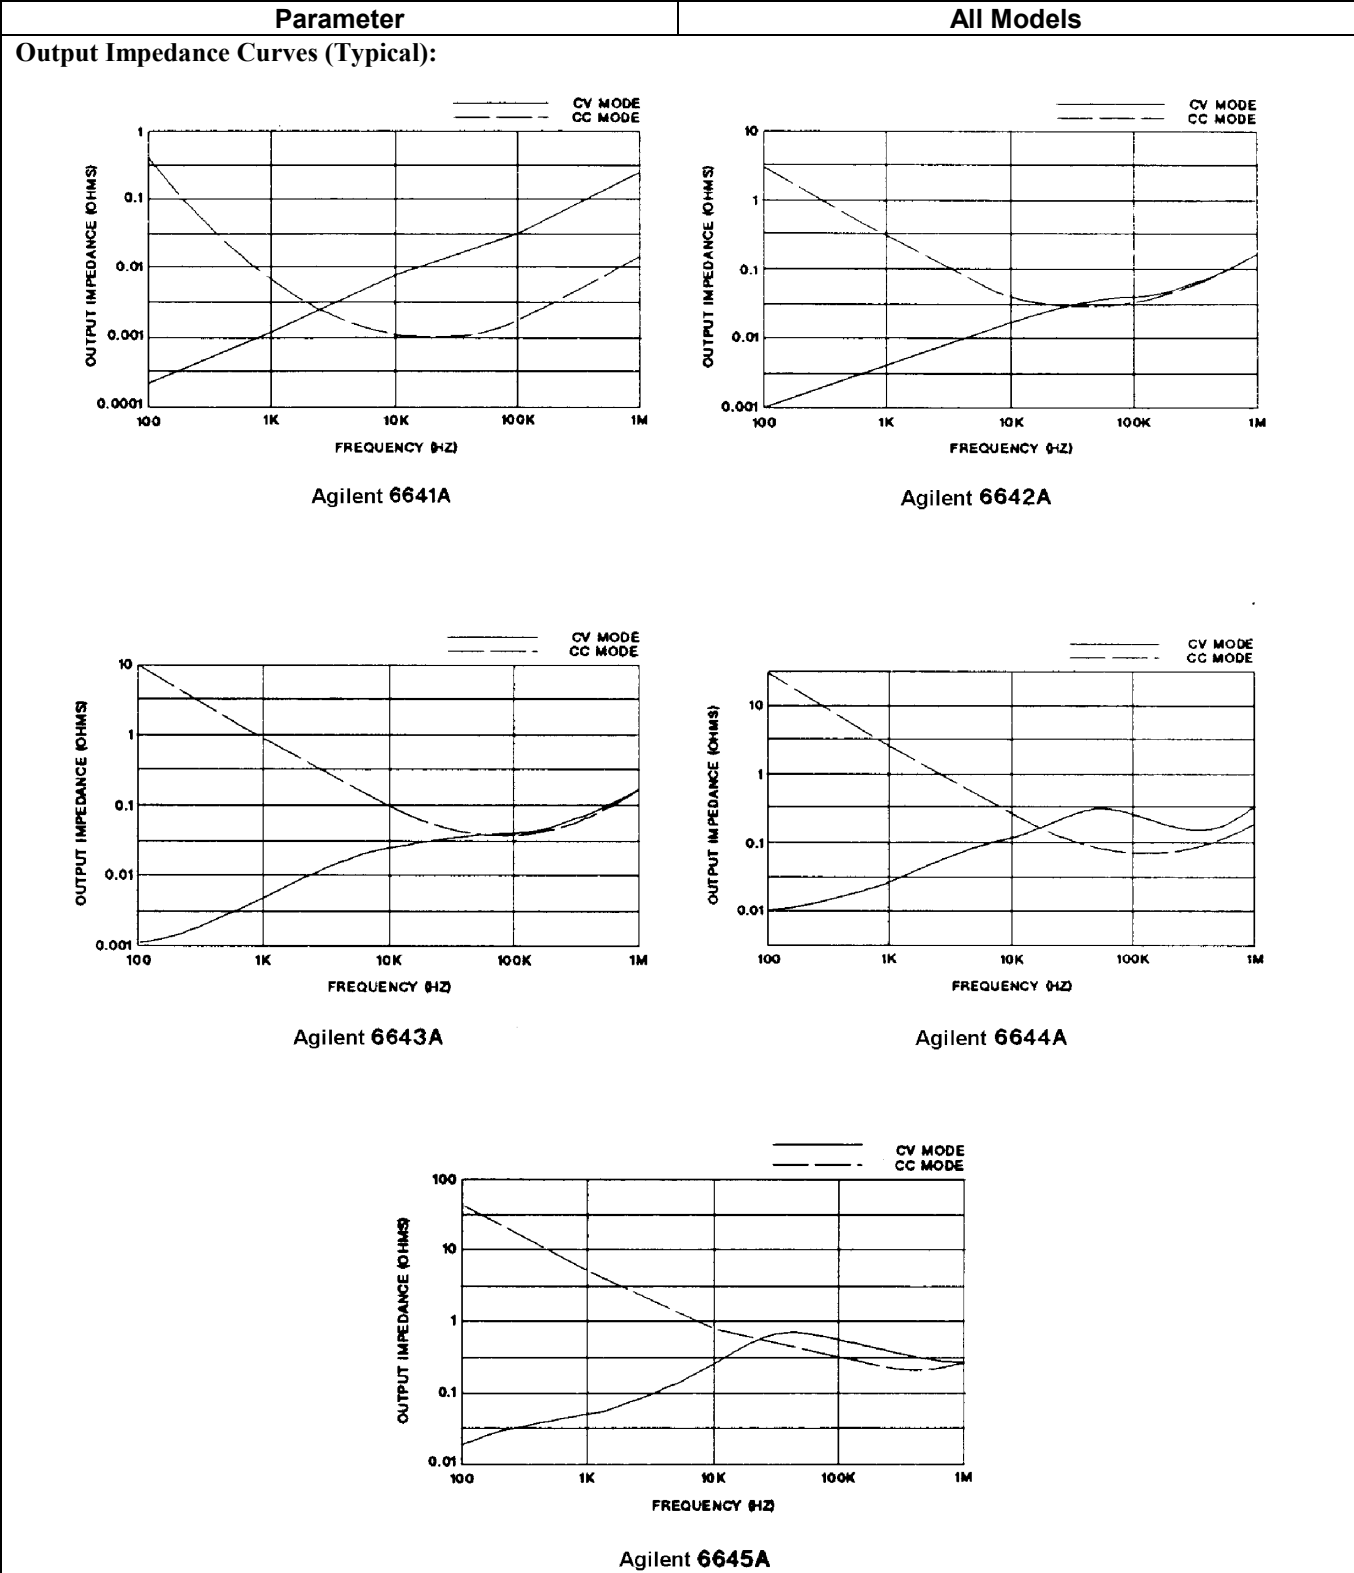 Parameter
All Models
Output Impedance Curves (Typical):
CV MODE
CC MODE
1
0.1
0.01
0.001
0.0001
OUTPUT IMPEDANCE (OHMS)
100 1K 10K 100K 1M
FREQUENCY (HZ)
Agilent 6641A
CV MODE
CC MODE
10
1
0.1
0.01
0.001
OUTPUT IMPEDANCE (OHMS)
100 1K 10K 100K 1M
FREQUENCY (HZ)
Agilent 6642A
CV MODE
CC MODE
10
1
0.1
0.01
0.001
OUTPUT IMPEDANCE (OHMS)
100 1K 10K 100K 1M
FREQUENCY (HZ)
Agilent 6643A
CV MODE
CC MODE
10
1
0.1
0.01
OUTPUT IMPEDANCE (OHMS)
100 1K 10K 100K 1M
FREQUENCY (HZ)
Agilent 6644A
CV MODE
CC MODE
100
10
1
0.1
0.01
OUTPUT IMPEDANCE (OHMS)
100 1K 10K 100K 1M
FREQUENCY (HZ)
Agilent 6645A